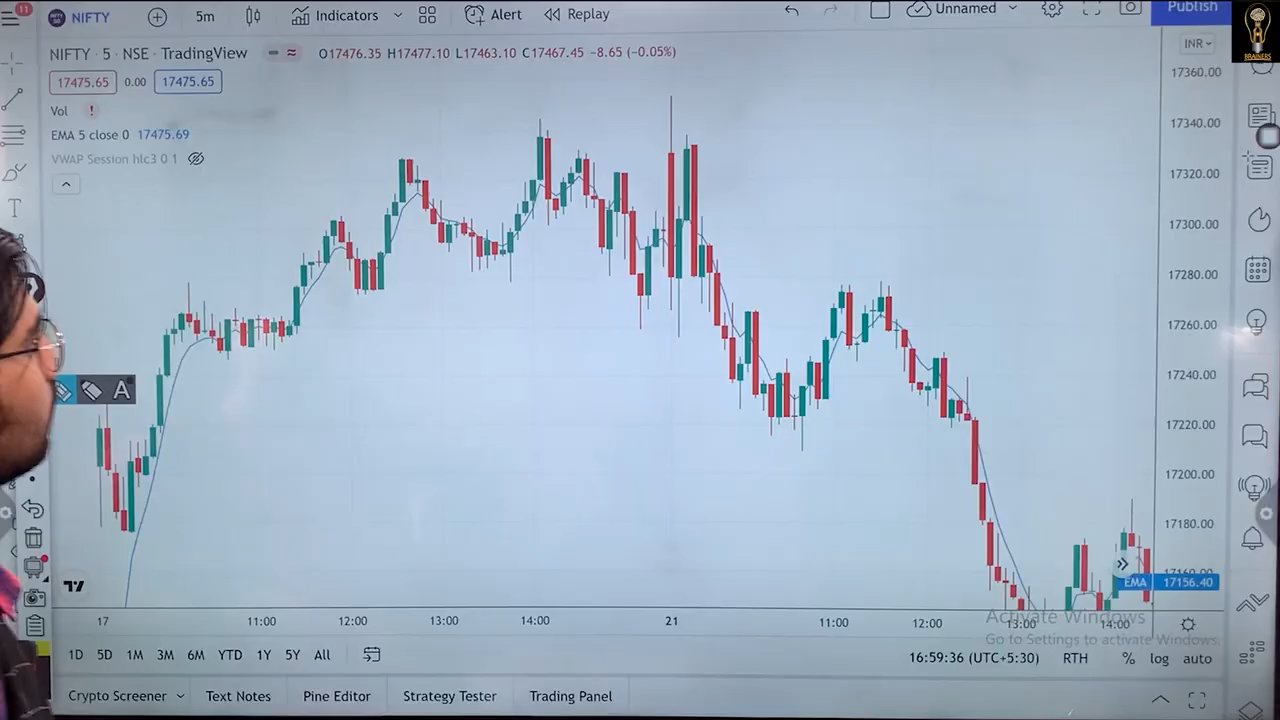 11
NIFTY
5m
Indicators
Alert
Replay
Unnamed
Publish
BRAINERS
NIFTY · 5 · NSE · TradingView
O17476.35 H17477.10 L17463.10 C17467.45 −8.65 (−0.05%)
INR
17475.65
0.00
17475.65
Vol
!
EMA 5 close 0 17475.69
VWAP Session hlc3 0 1
17360.00
17340.00
17320.00
17300.00
17280.00
17260.00
17240.00
17220.00
17200.00
17180.00
17160.00
EMA 17156.40
T
A
17
11:00
12:00
13:00
14:00
21
11:00
12:00
13:00
14:00
Activate Windows
Go to Settings to activate Windows.
1D 5D 1M 3M 6M YTD 1Y 5Y All
16:59:36 (UTC+5:30)
RTH
% log auto
Crypto Screener
Text Notes
Pine Editor
Strategy Tester
Trading Panel